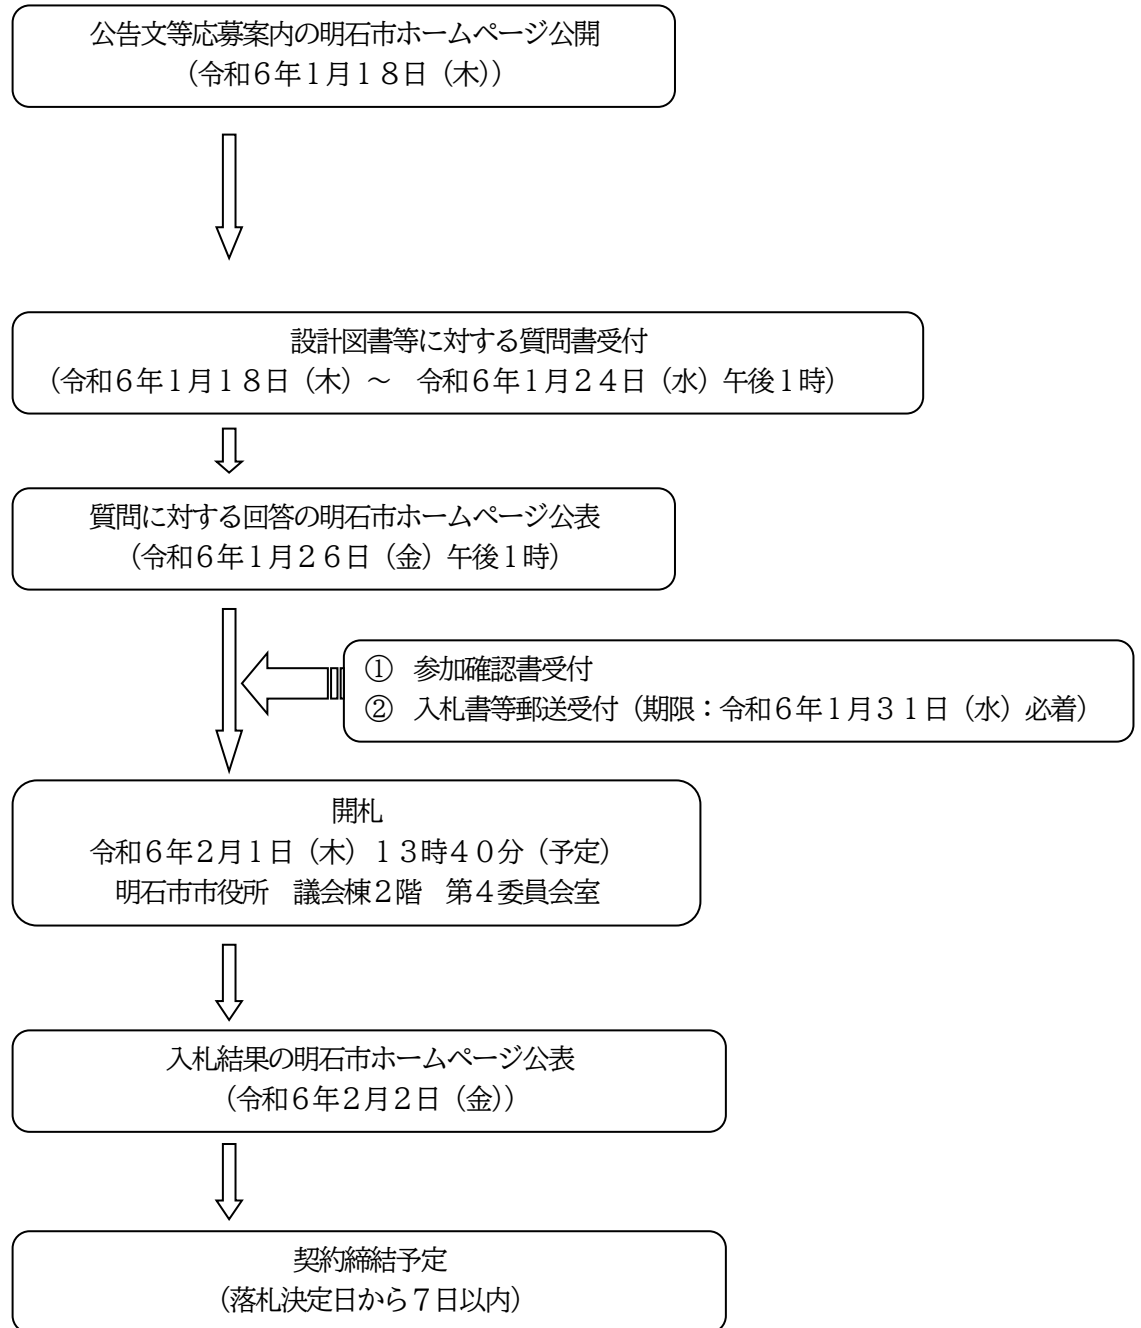 公告文等応募案内の明石市ホームページ公開
（令和６年１月１８日（木））
設計図書等に対する質問書受付
（令和６年１月１８日（木）～　令和６年１月２４日（水）午後１時）
質問に対する回答の明石市ホームページ公表
（令和６年１月２６日（金）午後１時）
①　参加確認書受付
②　入札書等郵送受付（期限：令和６年１月３１日（水）必着）
開札
令和６年２月１日（木）１３時４０分（予定）
明石市市役所　議会棟２階　第４委員会室
入札結果の明石市ホームページ公表
（令和６年２月２日（金））
契約締結予定
（落札決定日から７日以内）